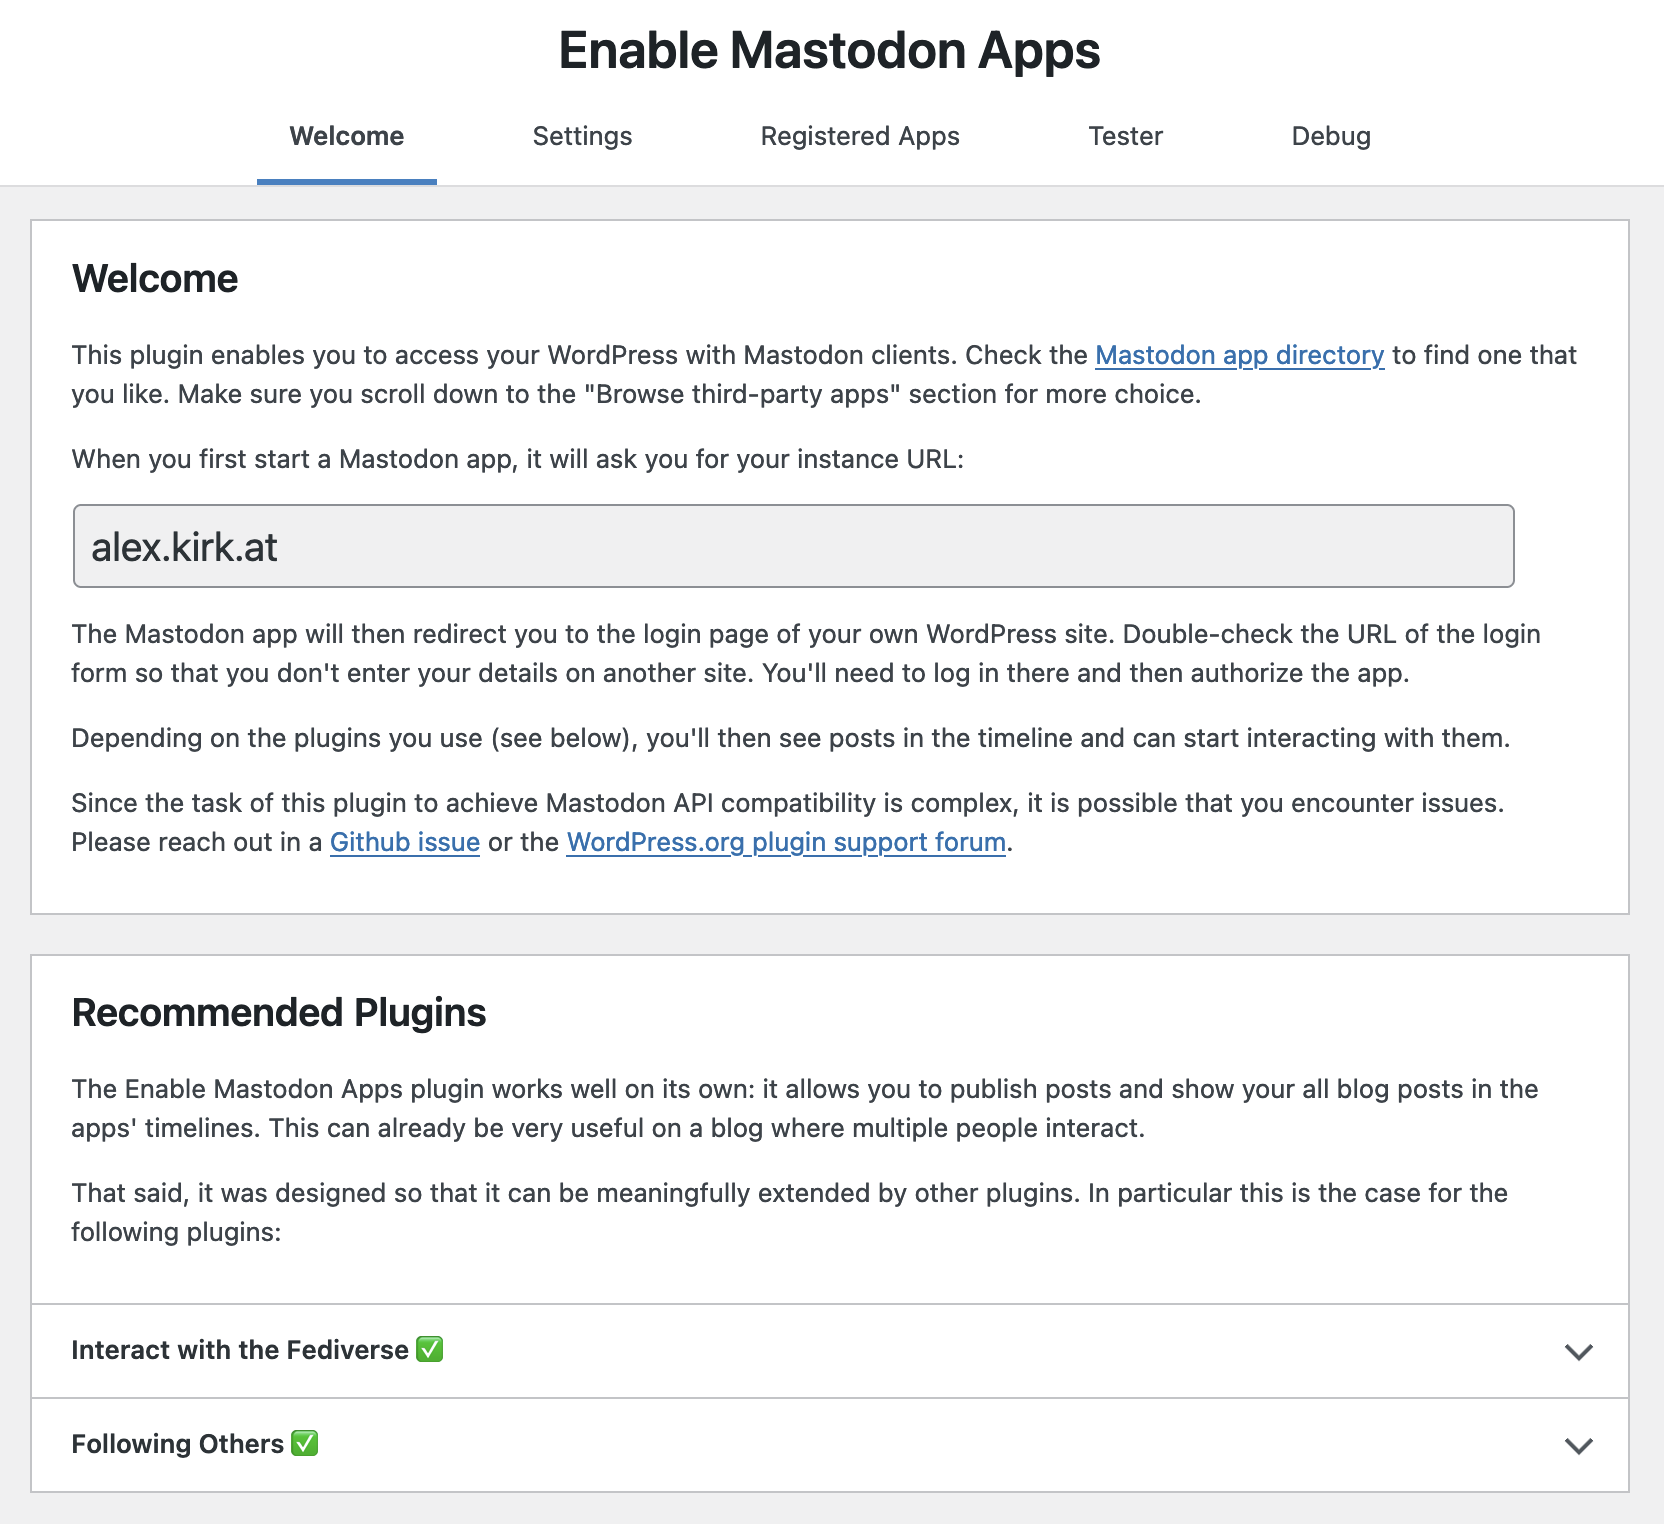 Enable Mastodon Apps
Welcome
Settings
Registered Apps
Tester
Debug
Welcome
This plugin enables you to access your WordPress with Mastodon clients. Check the Mastodon app directory to find one that
you like. Make sure you scroll down to the "Browse third-party apps" section for more choice.
When you first start a Mastodon app, it will ask you for your instance URL:
alex.kirk.at
The Mastodon app will then redirect you to the login page of your own WordPress site. Double-check the URL of the login
form so that you don't enter your details on another site. You'll need to log in there and then authorize the app.
Depending on the plugins you use (see below), you'll then see posts in the timeline and can start interacting with them.
Since the task of this plugin to achieve Mastodon API compatibility is complex, it is possible that you encounter issues.
Please reach out in a Github issue or the WordPress.org plugin support forum.
Recommended Plugins
The Enable Mastodon Apps plugin works well on its own: it allows you to publish posts and show your all blog posts in the
apps' timelines. This can already be very useful on a blog where multiple people interact.
That said, it was designed so that it can be meaningfully extended by other plugins. In particular this is the case for the
following plugins:
Interact with the Fediverse ✅
Following Others ✅